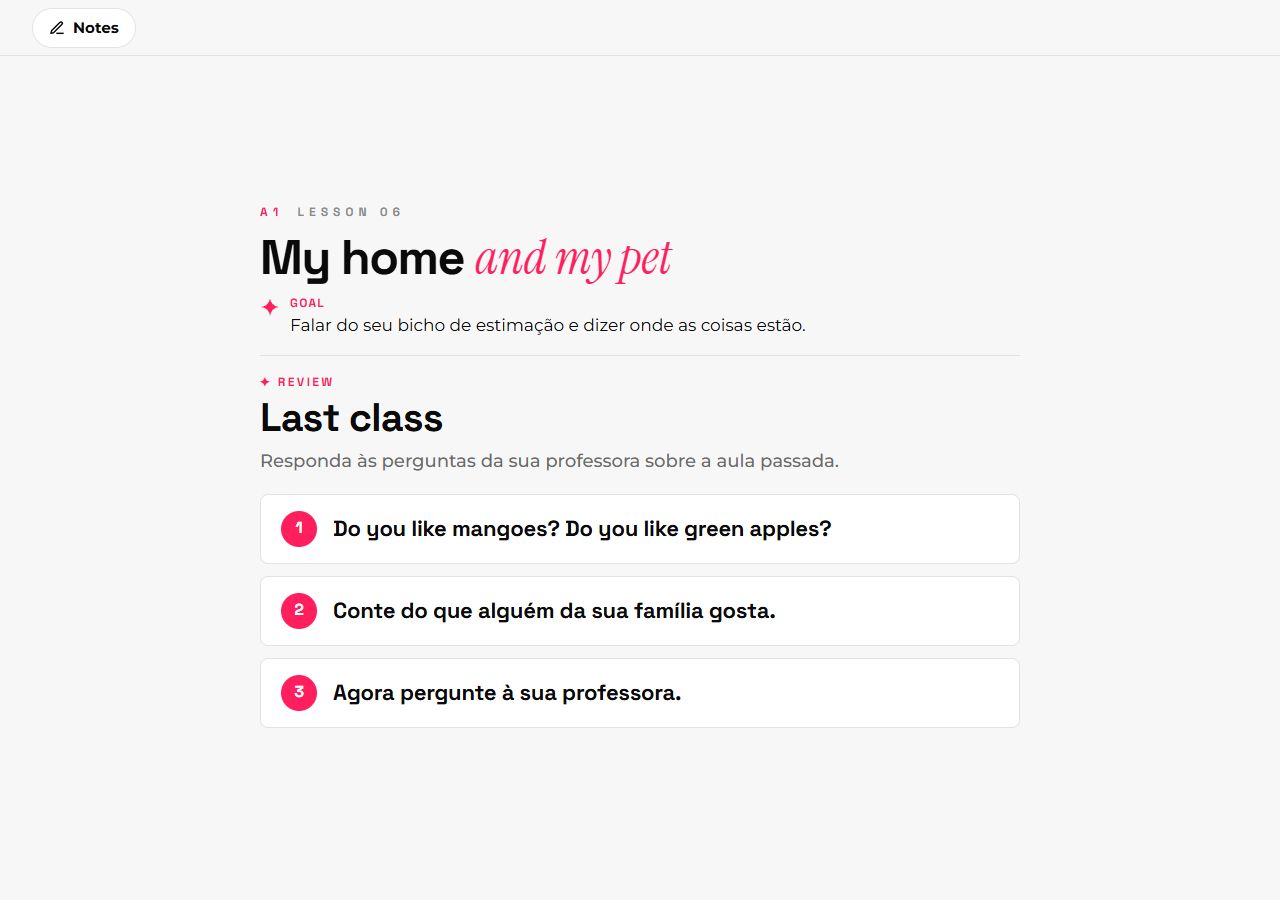 Notes
A1 LESSON 06
My home and my pet
GOAL
Falar do seu bicho de estimação e dizer onde as coisas estão.
REVIEW
Last class
Responda às perguntas da sua professora sobre a aula passada.
1 Do you like mangoes? Do you like green apples?
2 Conte do que alguém da sua família gosta.
3 Agora pergunte à sua professora.